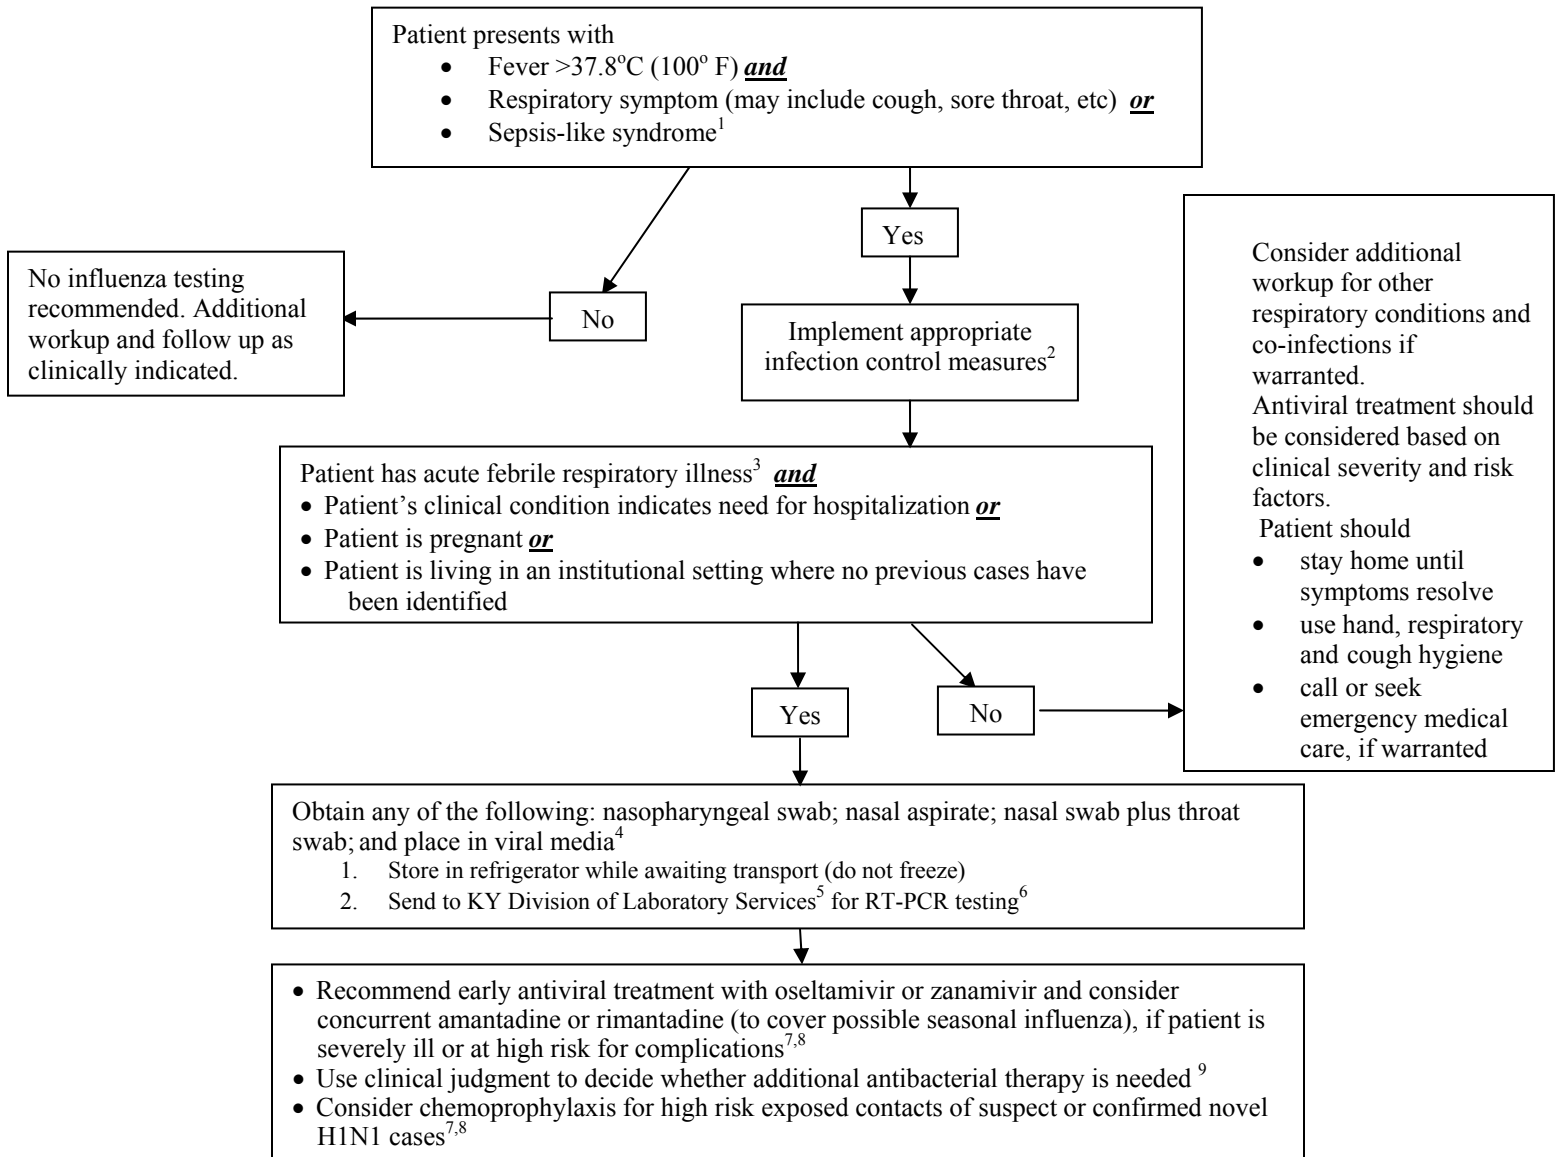 Patient presents with
• Fever >37.8°C (100° F) and
• Respiratory symptom (may include cough, sore throat, etc) or
• Sepsis-like syndrome1
Yes
No
No influenza testing
recommended. Additional
workup and follow up as
clinically indicated.
Implement appropriate
infection control measures2
Patient has acute febrile respiratory illness3 and
• Patient's clinical condition indicates need for hospitalization or
• Patient is pregnant or
• Patient is living in an institutional setting where no previous cases have
been identified
Yes
No
Consider additional
workup for other
respiratory conditions and
co-infections if
warranted.
Antiviral treatment should
be considered based on
clinical severity and risk
factors.
Patient should
• stay home until
symptoms resolve
• use hand, respiratory
and cough hygiene
• call or seek
emergency medical
care, if warranted
Obtain any of the following: nasopharyngeal swab; nasal aspirate; nasal swab plus throat
swab; and place in viral media4
1. Store in refrigerator while awaiting transport (do not freeze)
2. Send to KY Division of Laboratory Services5 for RT-PCR testing6
• Recommend early antiviral treatment with oseltamivir or zanamivir and consider
concurrent amantadine or rimantadine (to cover possible seasonal influenza), if patient is
severely ill or at high risk for complications7,8
• Use clinical judgment to decide whether additional antibacterial therapy is needed 9
• Consider chemoprophylaxis for high risk exposed contacts of suspect or confirmed novel
H1N1 cases7,8